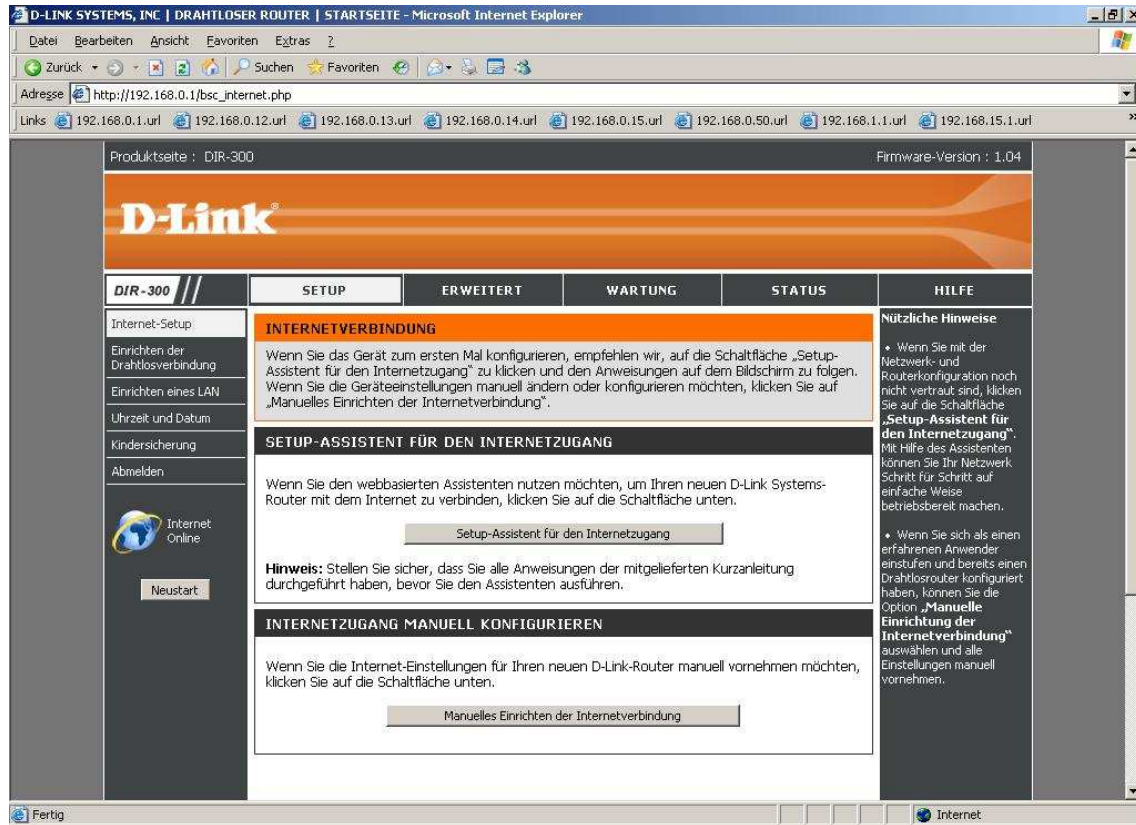 D-LINK SYSTEMS, INC | DRAHTLOSER ROUTER | STARTSEITE - Microsoft Internet Explorer
Datei Bearbeiten Ansicht Favoriten Extras ?
Zurück Suchen Favoriten
Adresse http://192.168.0.1/bsc_internet.php
Links 192.168.0.1.url 192.168.0.12.url 192.168.0.13.url 192.168.0.14.url 192.168.0.15.url 192.168.0.50.url 192.168.1.1.url 192.168.15.1.url »
Produktseite : DIR-300 Firmware-Version : 1.04
D-Link®
DIR-300 SETUP ERWEITERT WARTUNG STATUS HILFE
Internet-Setup
Einrichten der
Drahtlosverbindung
Einrichten eines LAN
Uhrzeit und Datum
Kindersicherung
Abmelden
Internet
Online
Neustart
INTERNETVERBINDUNG
Wenn Sie das Gerät zum ersten Mal konfigurieren, empfehlen wir, auf die Schaltfläche „Setup-
Assistent für den Internetzugang“ zu klicken und den Anweisungen auf dem Bildschirm zu folgen.
Wenn Sie die Geräteeinstellungen manuell ändern oder konfigurieren möchten, klicken Sie auf
„Manuelles Einrichten der Internetverbindung“.
SETUP-ASSISTENT FÜR DEN INTERNETZUGANG
Wenn Sie den webbasierten Assistenten nutzen möchten, um Ihren neuen D-Link Systems-
Router mit dem Internet zu verbinden, klicken Sie auf die Schaltfläche unten.
Setup-Assistent für den Internetzugang
Hinweis: Stellen Sie sicher, dass Sie alle Anweisungen der mitgelieferten Kurzanleitung
durchgeführt haben, bevor Sie den Assistenten ausführen.
INTERNETZUGANG MANUELL KONFIGURIEREN
Wenn Sie die Internet-Einstellungen für Ihren neuen D-Link-Router manuell vornehmen möchten,
klicken Sie auf die Schaltfläche unten.
Manuelles Einrichten der Internetverbindung
Nützliche Hinweise
• Wenn Sie mit der
Netzwerk- und
Routerkonfiguration noch
nicht vertraut sind, klicken
Sie auf die Schaltfläche
„Setup-Assistent für
den Internetzugang“.
Mit Hilfe des Assistenten
können Sie Ihr Netzwerk
Schritt für Schritt auf
einfache Weise
betriebsbereit machen.
• Wenn Sie sich als einen
erfahrenen Anwender
einstufen und bereits einen
Drahtlosrouter konfiguriert
haben, können Sie die
Option „Manuelle
Einrichtung der
Internetverbindung“
auswählen und alle
Einstellungen manuell
vornehmen.
Fertig Internet